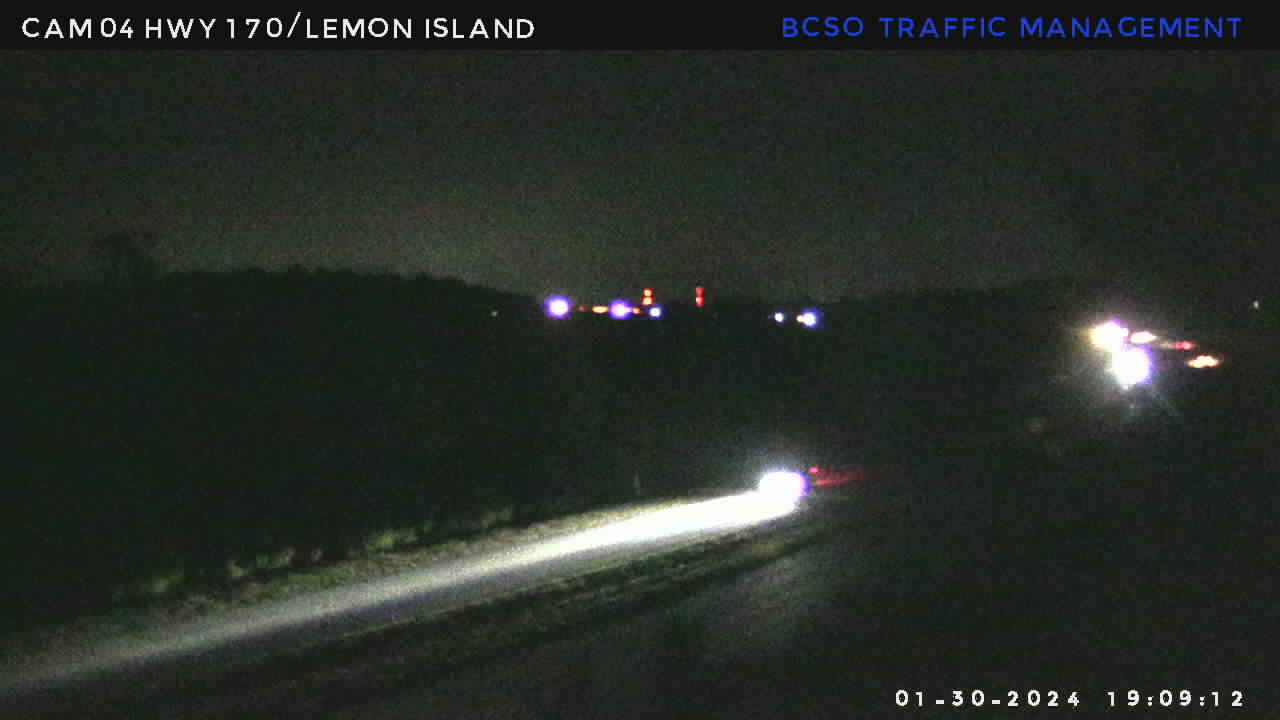 CAM04 HWY 170/LEMON ISLAND
BCSO TRAFFIC MANAGEMENT
01-30-2024 19:09:12